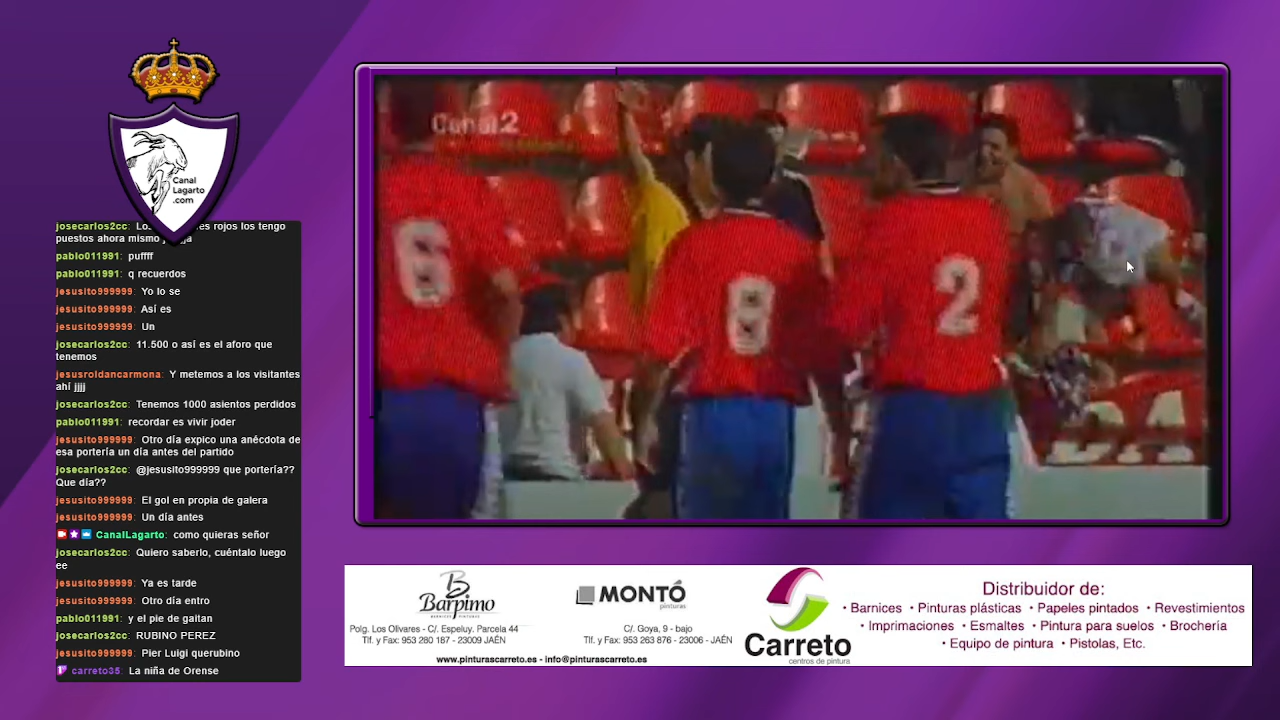 Canal
Lagarto
.com
josecarlos2cc: rojos los tengo
puestos ahora mismo
pablo011991: puffff
pablo011991: q recuerdos
jesusito999999: Yo lo se
jesusito999999: Así es
jesusito999999: Un
josecarlos2cc: 11.500 o asi es el aforo que
tenemos
jesusroldancarmona: Y metemos a los visitantes
ahí jjjj
josecarlos2cc: Tenemos 1000 asientos perdidos
pablo011991: recordar es vivir joder
jesusito999999: Otro día expico una anécdota de
esa portería un día antes del partido
josecarlos2cc: @jesusito999999 que portería??
Que día??
jesusito999999: El gol en propia de galera
jesusito999999: Un día antes
CanalLagarto: como quieras señor
josecarlos2cc: Quiero saberlo, cuéntalo luego
ee
jesusito999999: Ya es tarde
jesusito999999: Otro día entro
pablo011991: y el pie de gaitan
josecarlos2cc: RUBINO PEREZ
jesusito999999: Pier Luigi querubino
carreto35: La niña de Orense
Canal2
6
8
2
Barpimo
BARNICES Y PINTURAS
Polg. Los Olivares - C/. Espeluy. Parcela 44
Tlf. y Fax: 953 280 187 - 23009 JAÉN
MONTÓ
pinturas
C/. Goya, 9 - bajo
Tlf. y Fax: 953 263 876 - 23006 - JAÉN
www.pinturascarreto.es - info@pinturascarreto.es
Carreto
centros de pintura
Distribuidor de:
• Barnices • Pinturas plásticas • Papeles pintados • Revestimientos
• Imprimaciones • Esmaltes • Pintura para suelos • Brochería
• Equipo de pintura • Pistolas, Etc.